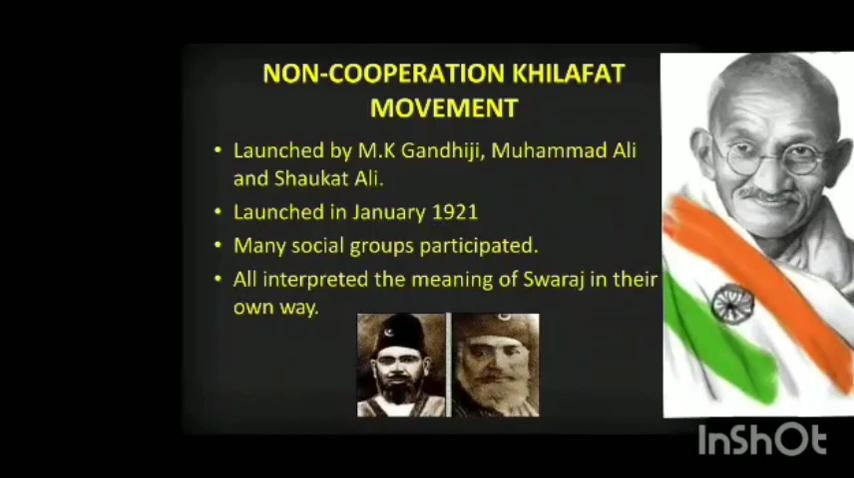 NON-COOPERATION KHILAFAT
MOVEMENT
• Launched by M.K Gandhiji, Muhammad Ali
and Shaukat Ali.
• Launched in January 1921
• Many social groups participated.
• All interpreted the meaning of Swaraj in their
own way.
InShOt